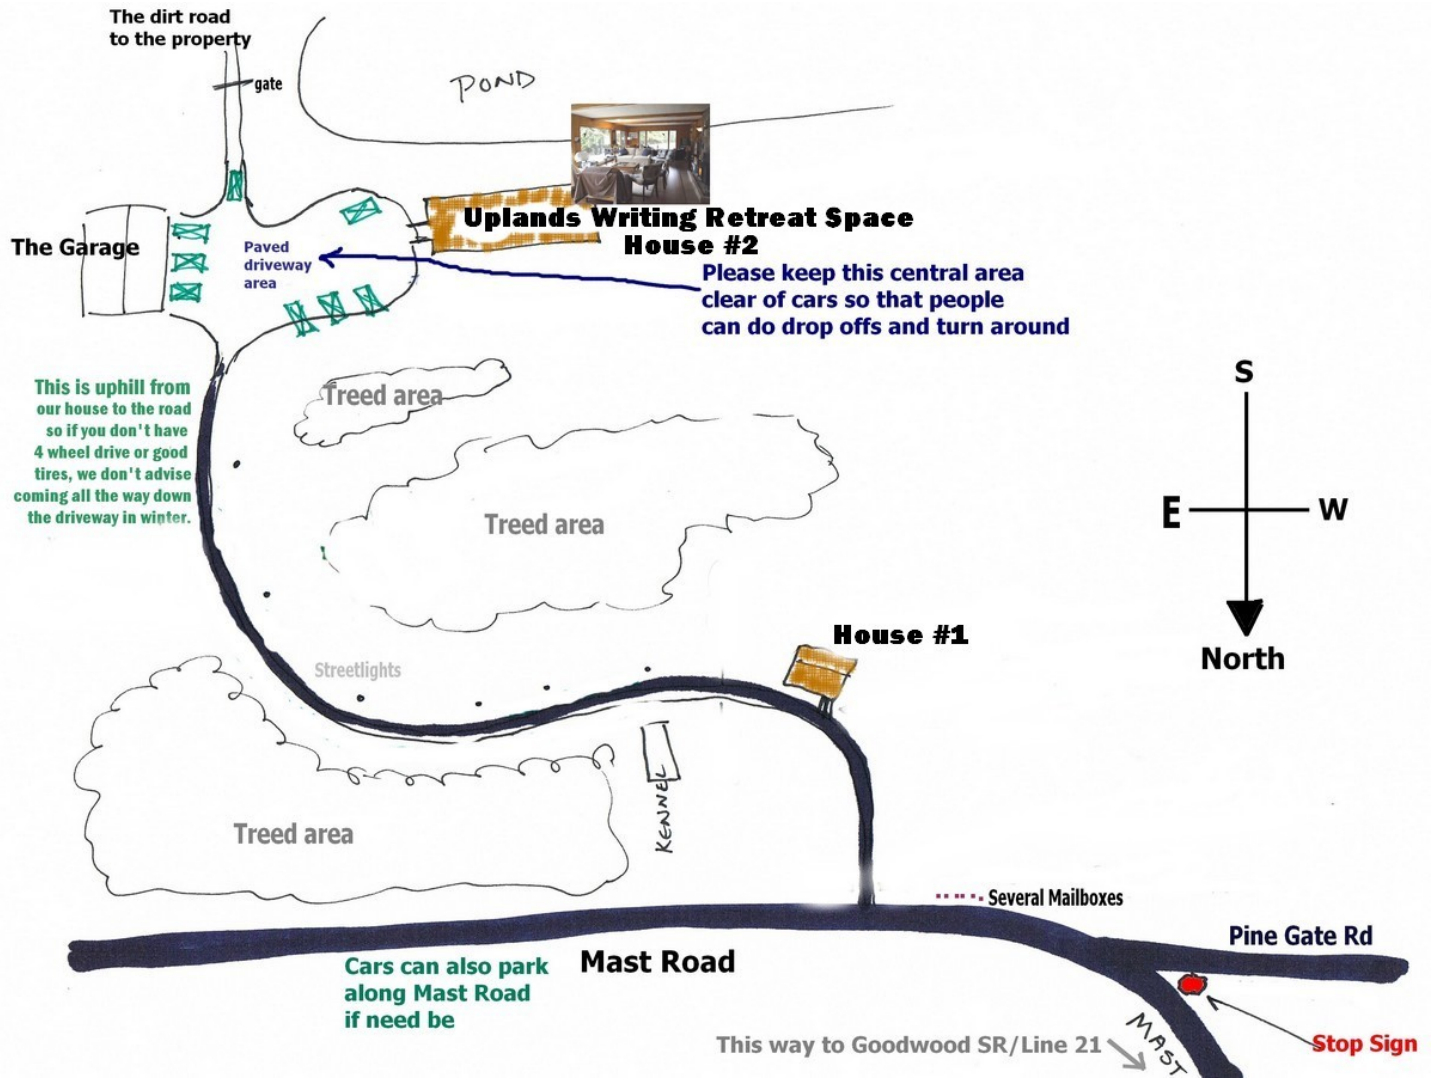 The dirt road
to the property
gate
POND
Uplands Writing Retreat Space
House #2
The Garage
Paved
driveway
area
Please keep this central area
clear of cars so that people
can do drop offs and turn around
This is uphill from
our house to the road
so if you don't have
4 wheel drive or good
tires, we don't advise
coming all the way down
the driveway in winter.
Treed area
Treed area
S
E
W
North
House #1
Streetlights
KENNEL
Treed area
Several Mailboxes
Pine Gate Rd
Mast Road
Cars can also park
along Mast Road
if need be
This way to Goodwood SR/Line 21
MAST
Stop Sign